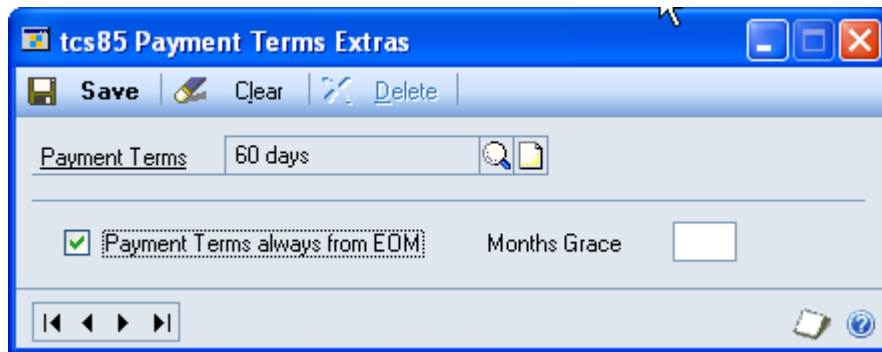 tcs85 Payment Terms Extras
Save Clear Delete
Payment Terms 60 days
Payment Terms always from EOM Months Grace